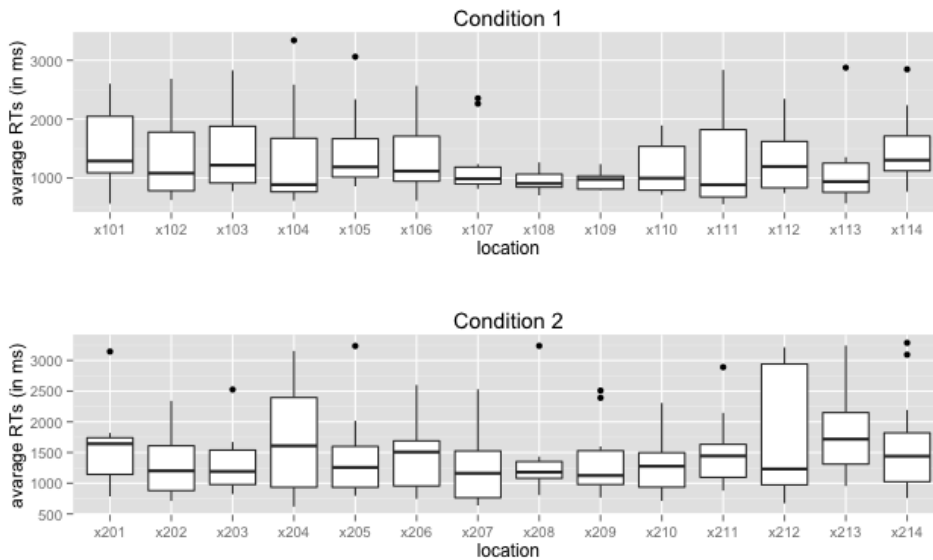 Condition 1
avarage RTs (in ms)
3000
2000
1000
x101 x102 x103 x104 x105 x106 x107 x108 x109 x110 x111 x112 x113 x114
location
Condition 2
avarage RTs (in ms)
3000
2500
2000
1500
1000
500
x201 x202 x203 x204 x205 x206 x207 x208 x209 x210 x211 x212 x213 x214
location